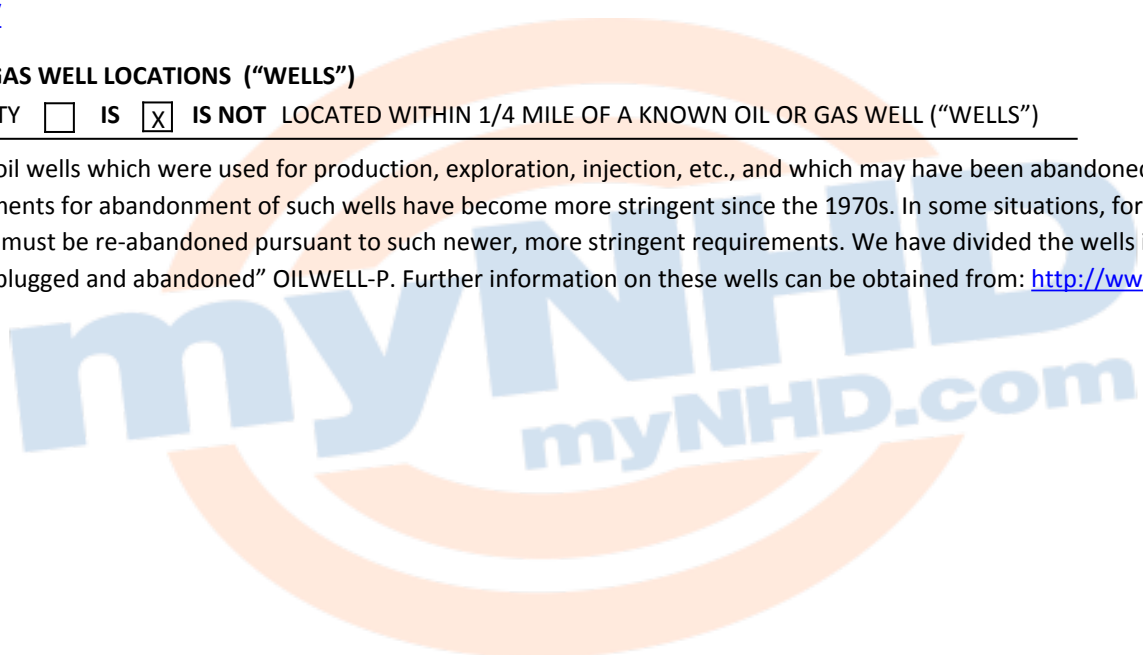 GAS WELL LOCATIONS (“WELLS”)
TY IS X IS NOT LOCATED WITHIN 1/4 MILE OF A KNOWN OIL OR GAS WELL (“WELLS”)
oil wells which were used for production, exploration, injection, etc., and which may have been abandoned
ments for abandonment of such wells have become more stringent since the 1970s. In some situations, for
must be re-abandoned pursuant to such newer, more stringent requirements. We have divided the wells i
plugged and abandoned” OILWELL-P. Further information on these wells can be obtained from: http://ww
myNHD
myNHD.com